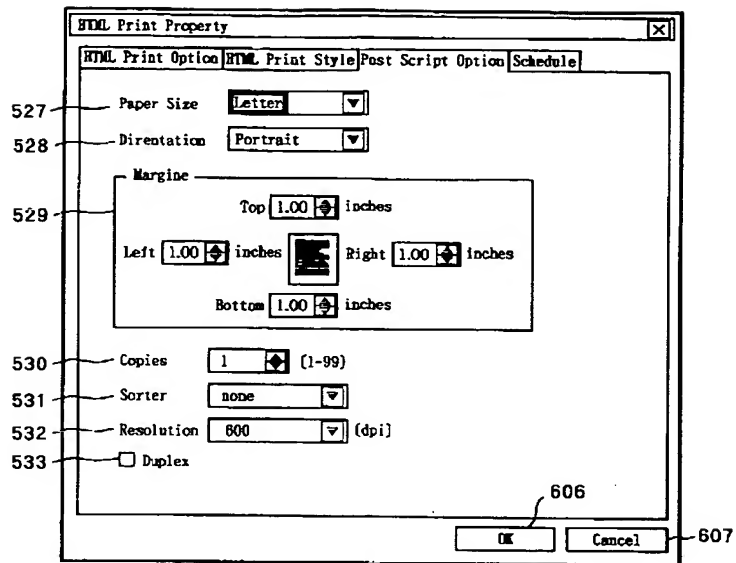 HTML Print Property
HTML Print Option HTML Print Style Post Script Option Schedule
527 Paper Size Letter
528 Direntation Portrait
529 Margine
Top 1.00 inches
Left 1.00 inches Right 1.00 inches
Bottom 1.00 inches
530 Copies 1 (1-99)
531 Sorter none
532 Resolution 600 (dpi)
533 Duplex
606
OK Cancel 607